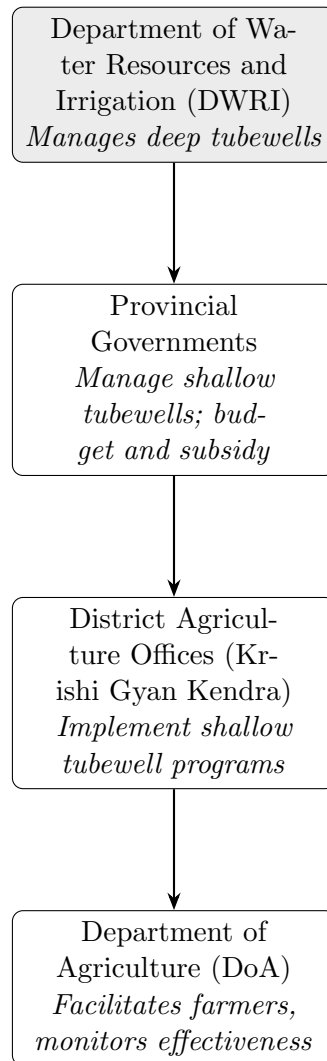 Department of Wa-
ter Resources and
Irrigation (DWRI)
Manages deep tubewells
Provincial
Governments
Manage shallow
tubewells; bud-
get and subsidy
District Agricul-
ture Offices (Kr-
ishi Gyan Kendra)
Implement shallow
tubewell programs
Department of
Agriculture (DoA)
Facilitates farmers,
monitors effectiveness